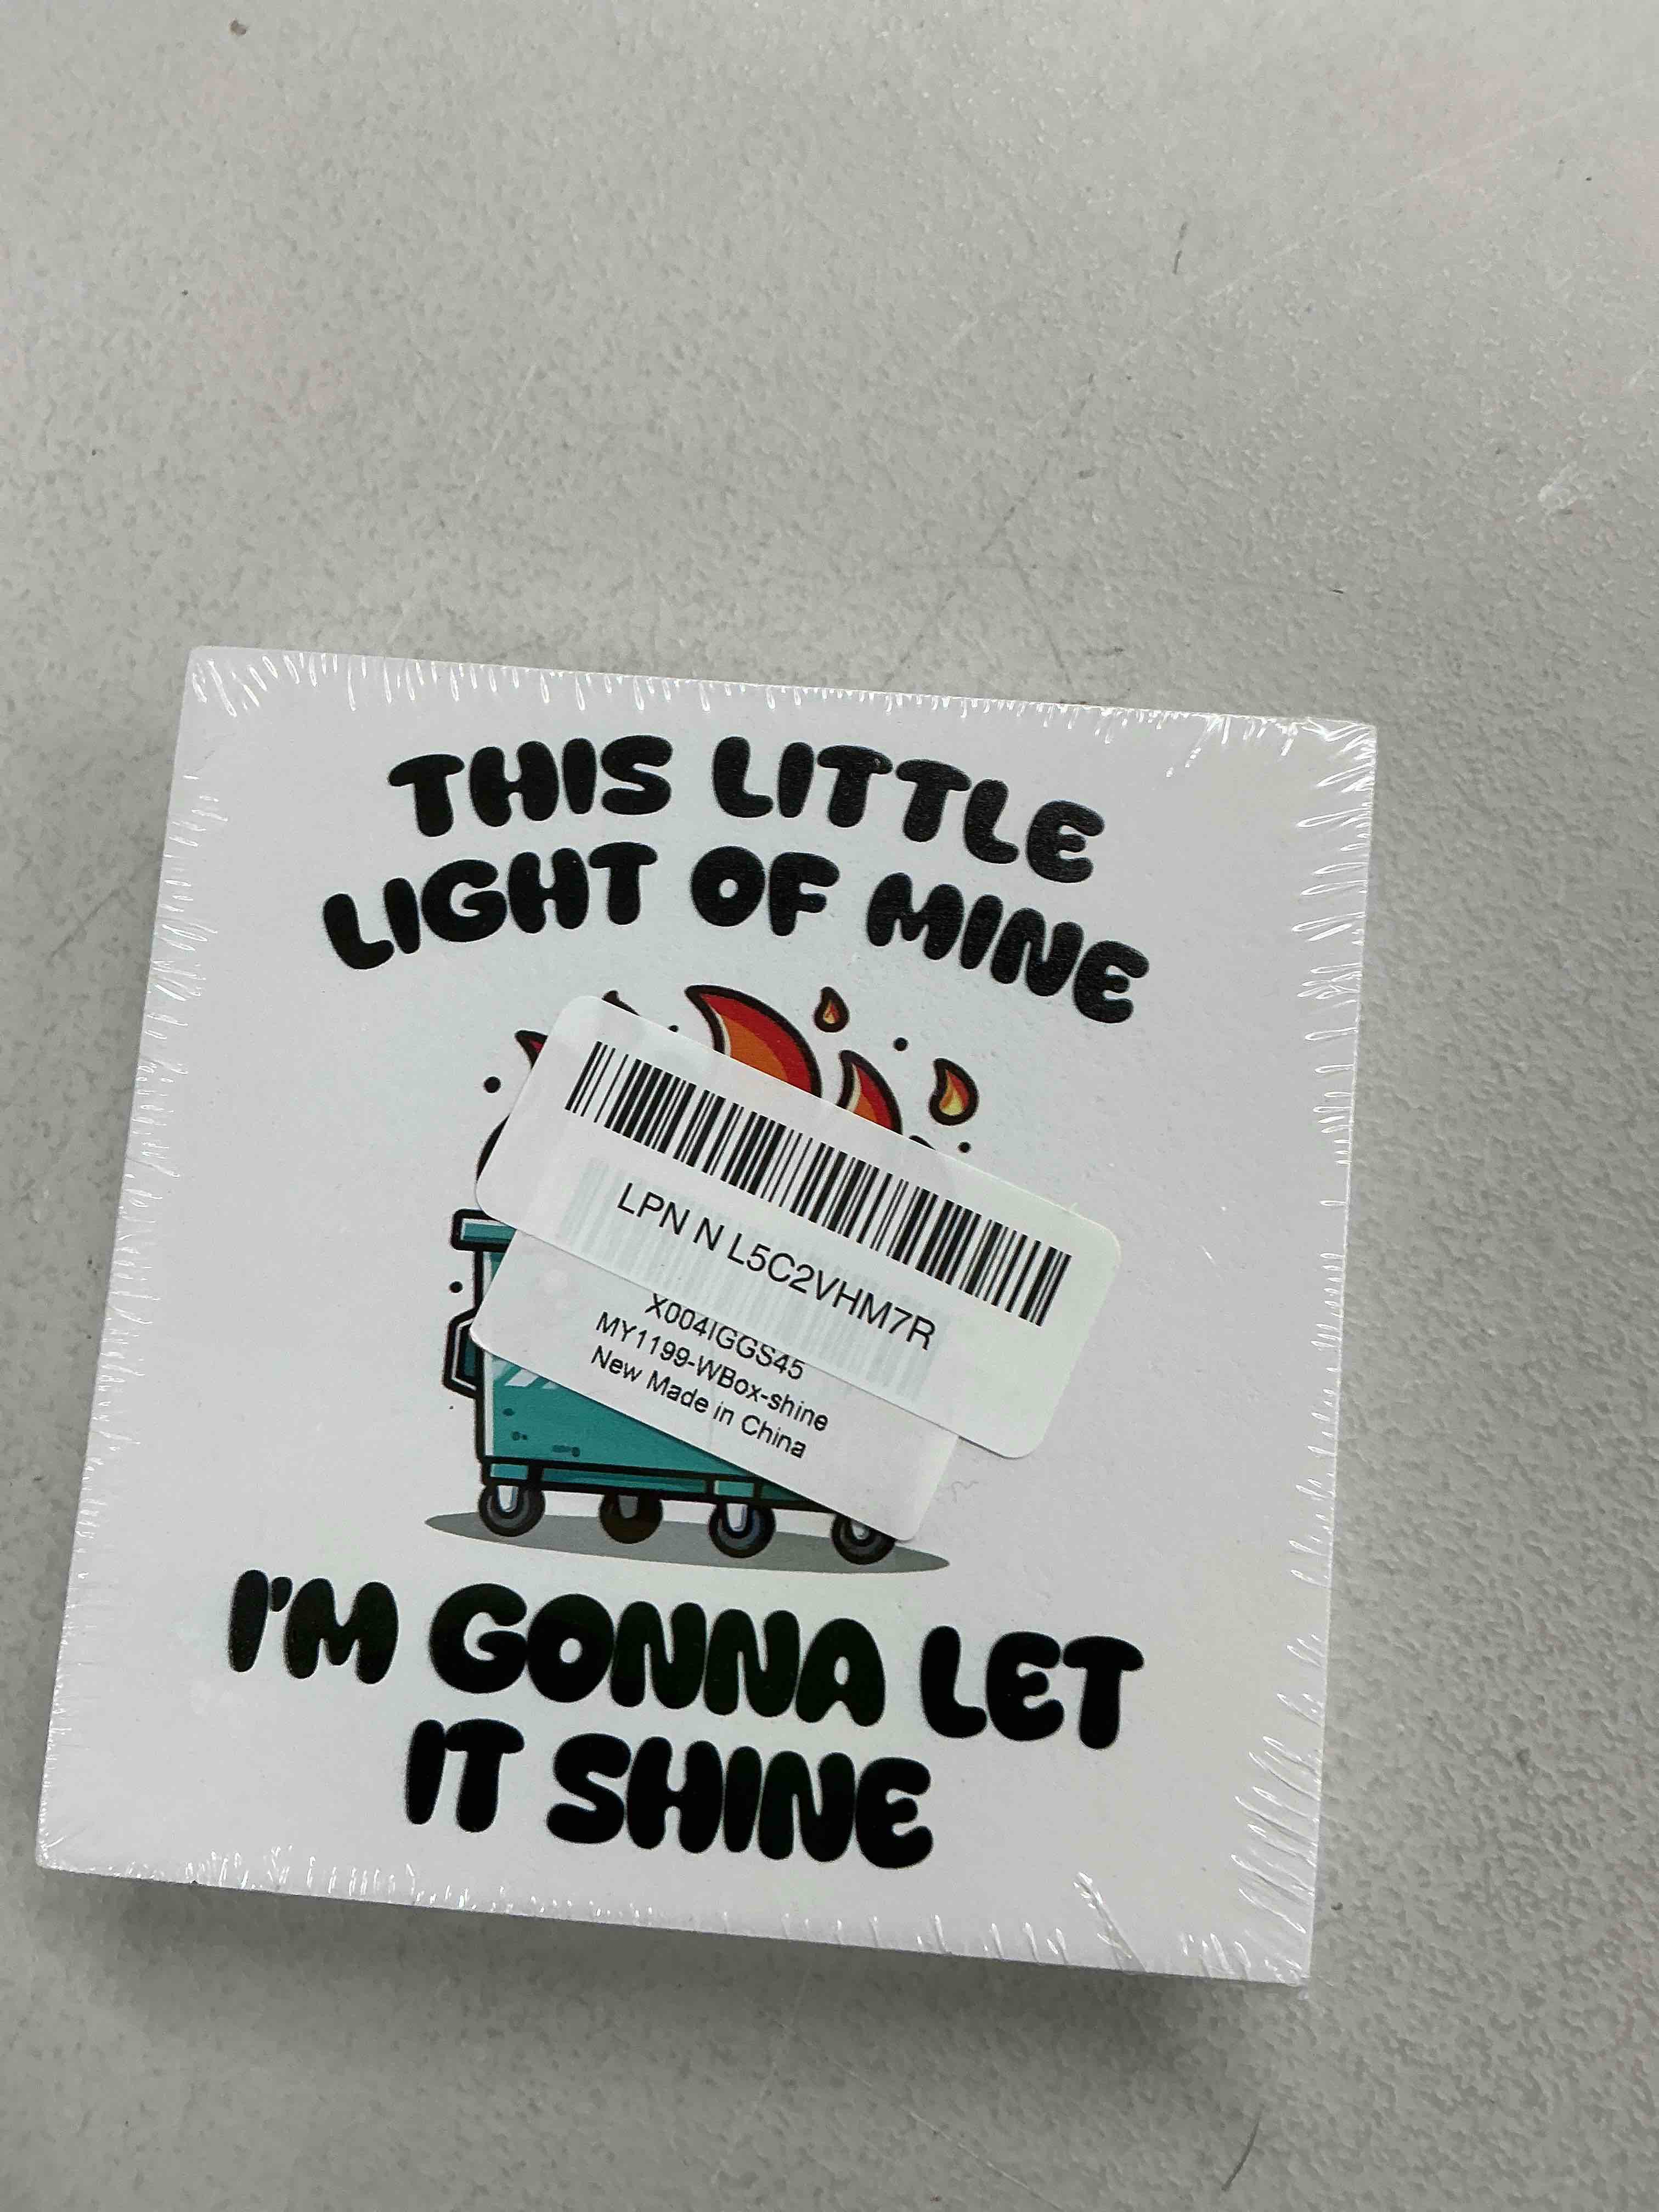 THIS LITTLE
LIGHT OF MINE
LPN N L5C2VHM7R
X004IGGS45
MY1199-WBox-shine
New Made in China
I'M GONNA LET
IT SHINE